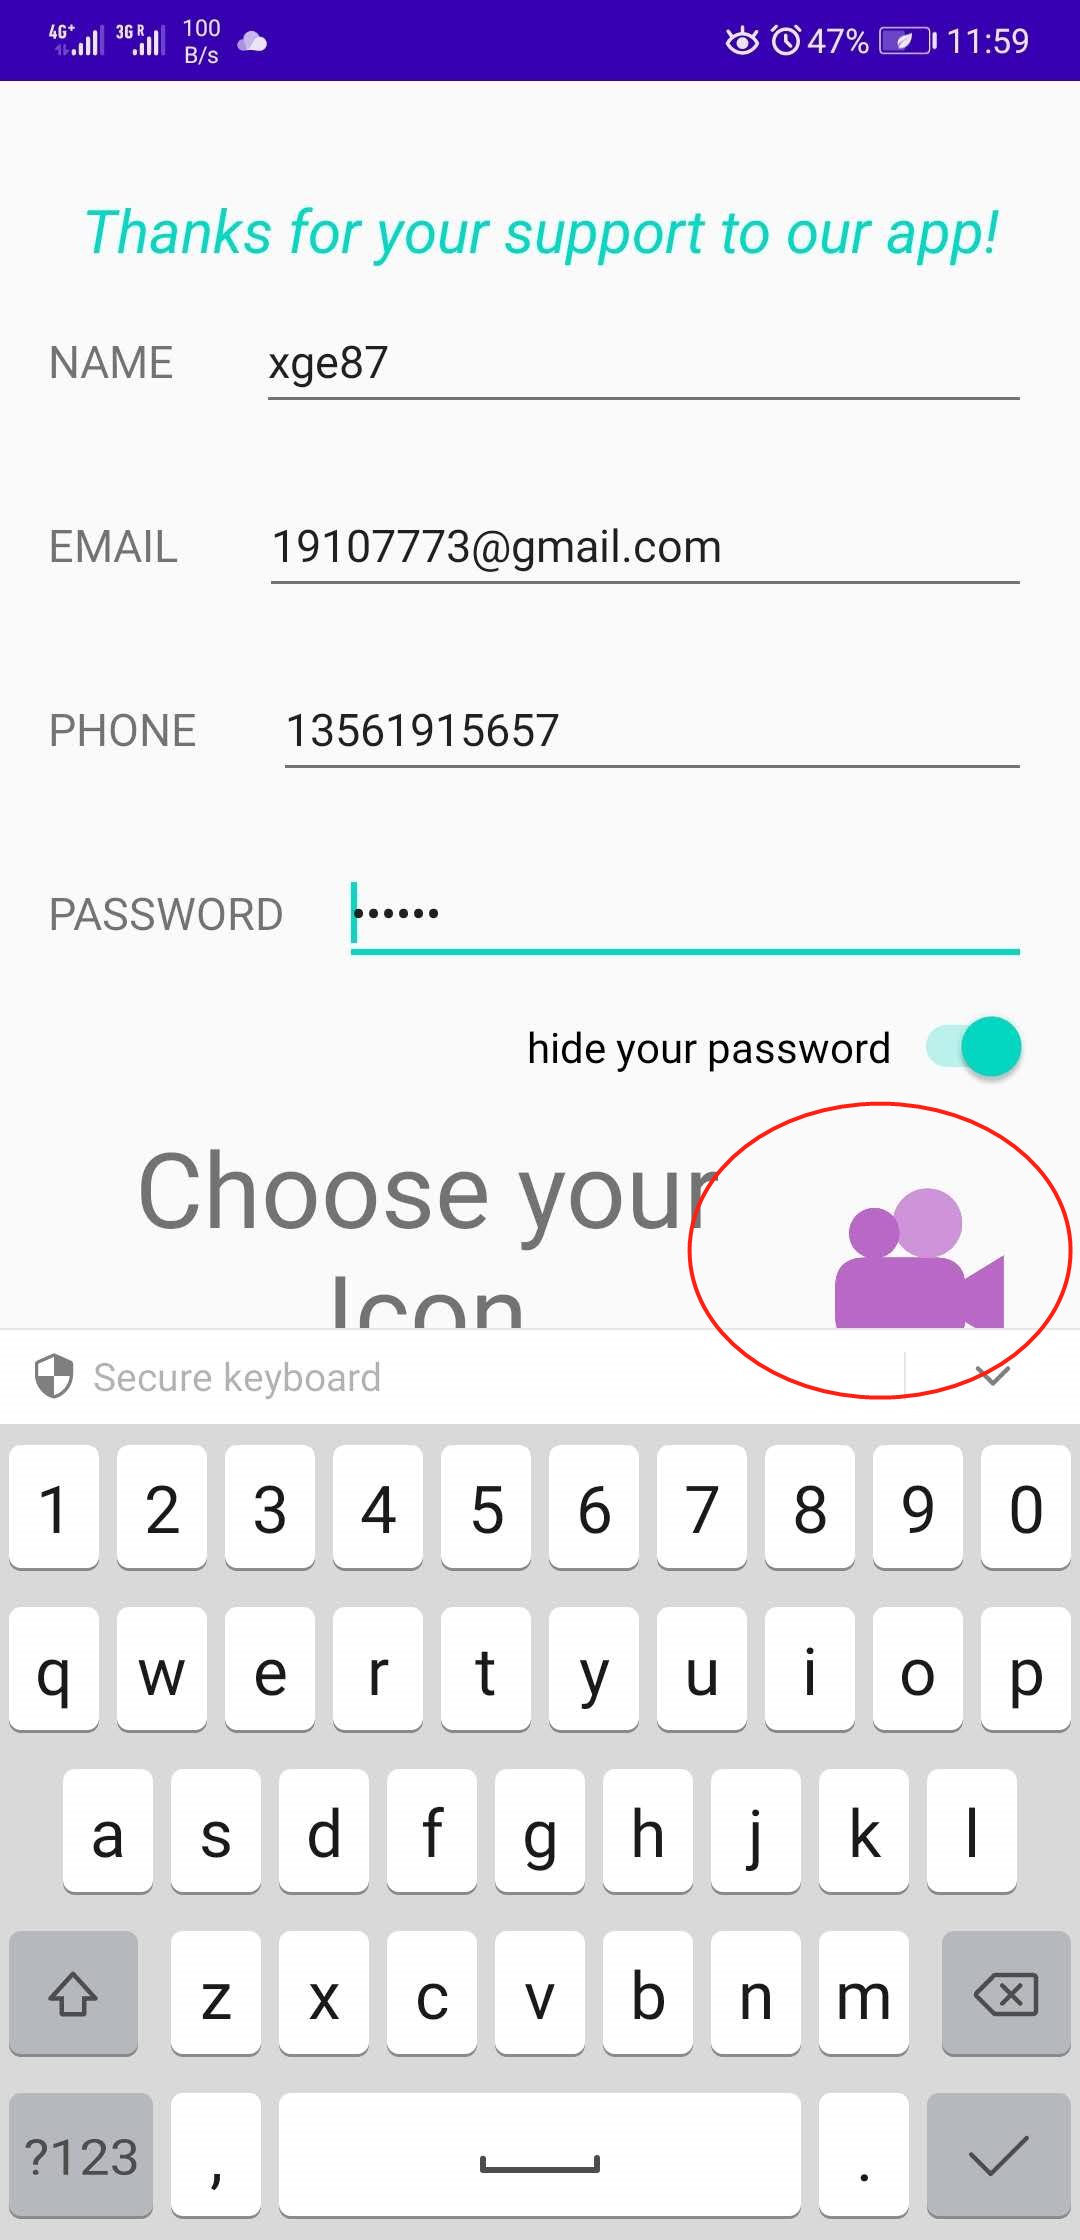 4G+ 3G R 100 B/s 47% 11:59
Thanks for your support to our app!
NAME xge87
EMAIL 19107773@gmail.com
PHONE 13561915657
PASSWORD ••••••
hide your password
Choose your
Icon
Secure keyboard
1 2 3 4 5 6 7 8 9 0
q w e r t y u i o p
a s d f g h j k l
z x c v b n m
?123 , .